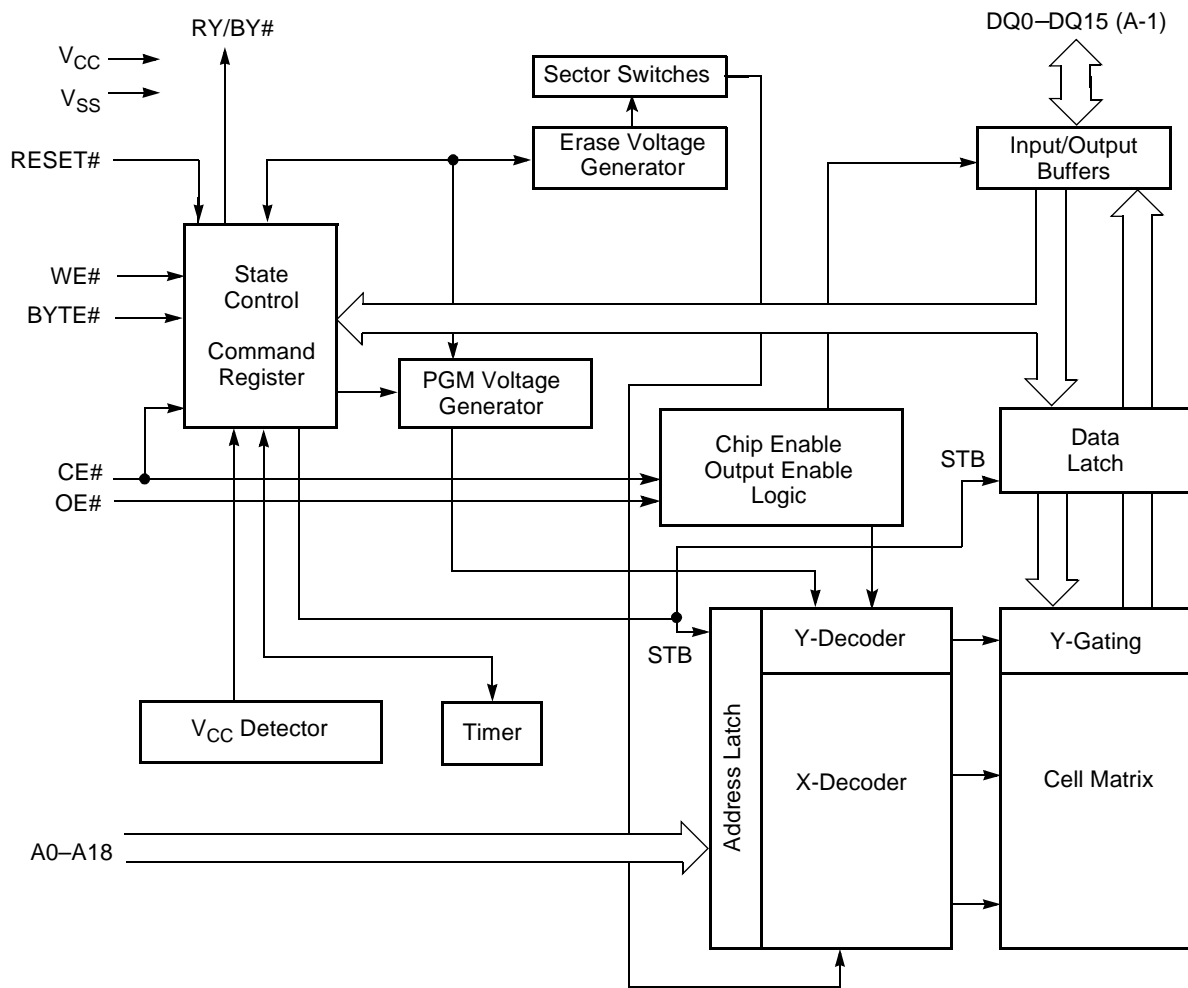 RY/BY#
DQ0–DQ15 (A-1)
VCC
VSS
Sector Switches
RESET#
Erase Voltage
Generator
Input/Output
Buffers
WE#
BYTE#
State
Control
Command
Register
PGM Voltage
Generator
CE#
OE#
Chip Enable
Output Enable
Logic
STB
Data
Latch
STB
Y-Decoder
Y-Gating
VCC Detector
Timer
Address Latch
X-Decoder
Cell Matrix
A0–A18